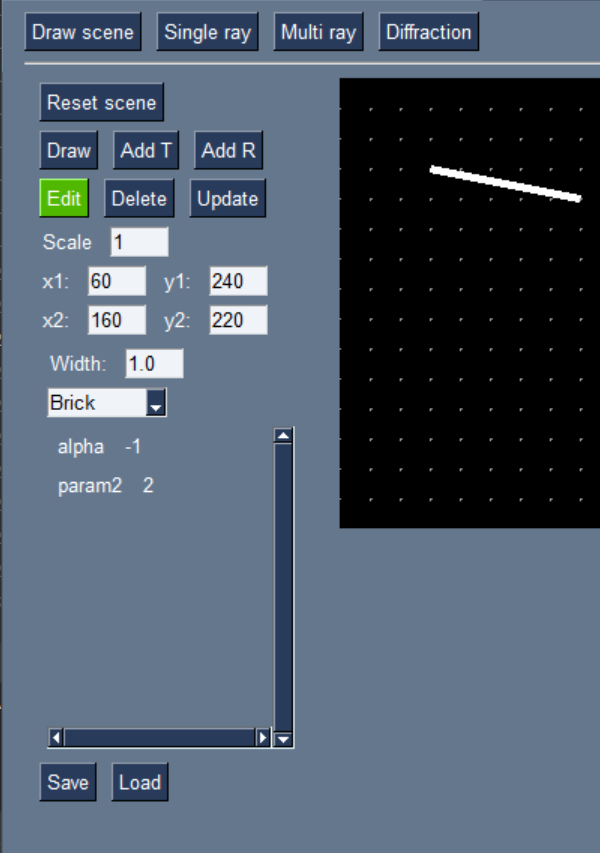 Draw scene Single ray Multi ray Diffraction
Reset scene
Draw Add T Add R
Edit Delete Update
Scale 1
x1: 60 y1: 240
x2: 160 y2: 220
Width: 1.0
Brick
alpha -1
param2 2
Save Load